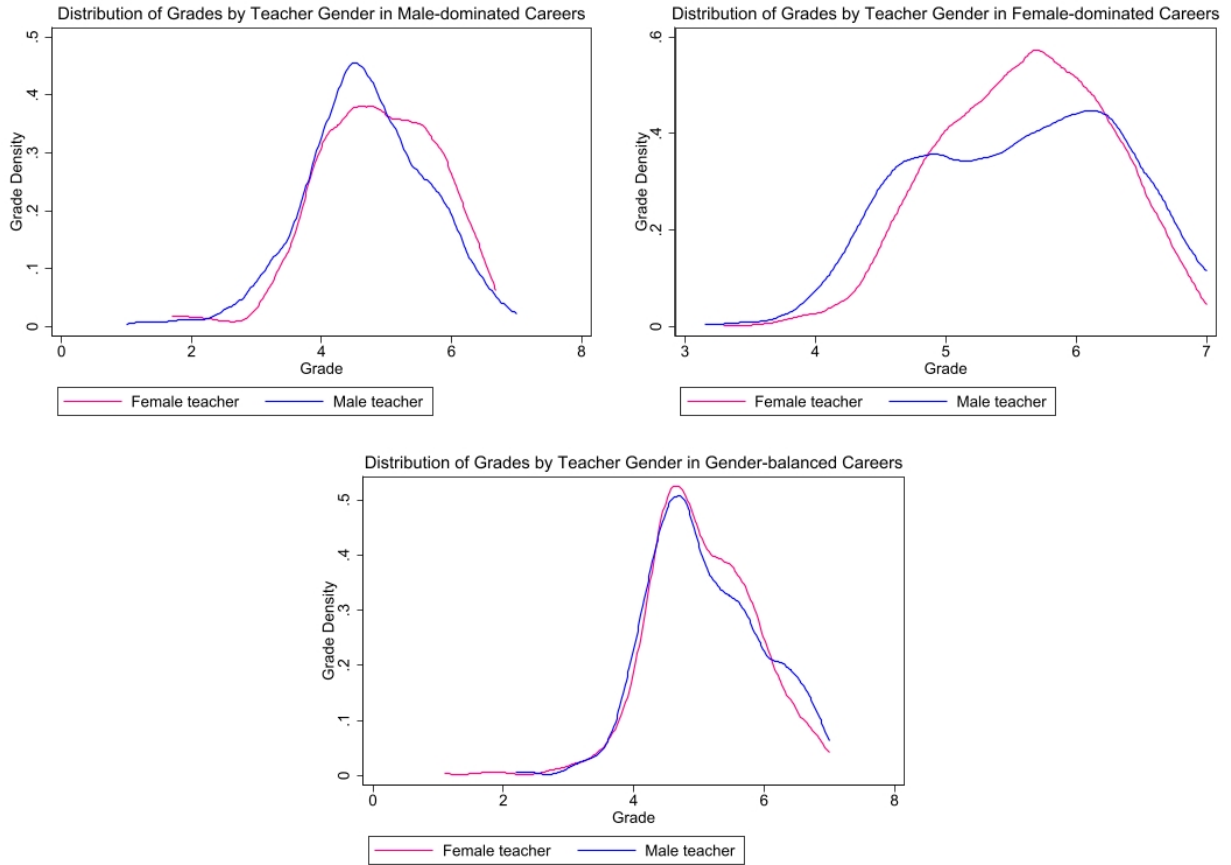 Distribution of Grades by Teacher Gender in Male-dominated Careers
Grade Density
.5
.4
.3
.2
.1
0
0 2 4 6 8
Grade
Female teacher Male teacher
Distribution of Grades by Teacher Gender in Female-dominated Careers
Grade Density
.6
.4
.2
0
3 4 5 6 7
Grade
Female teacher Male teacher
Distribution of Grades by Teacher Gender in Gender-balanced Careers
Grade Density
.5
.4
.3
.2
.1
0
0 2 4 6 8
Grade
Female teacher Male teacher